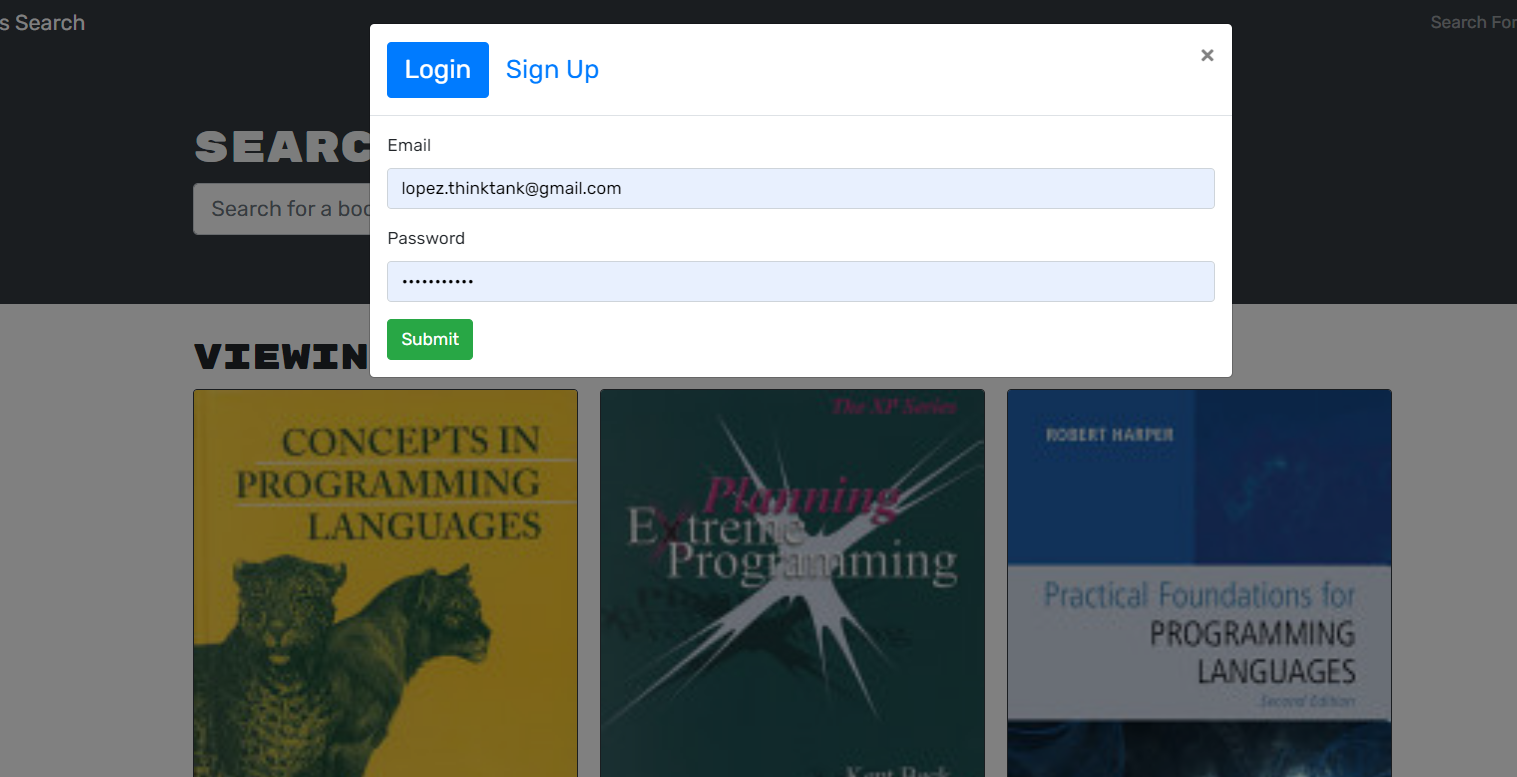 s Search
Search For
Login
Sign Up
×
SEARC
Search for a boo
Email
lopez.thinktank@gmail.com
Password
•••••••••••
Submit
VIEWIN
CONCEPTS IN
PROGRAMMING
LANGUAGES
The XP Series
Planning
Extreme
Programming
Kent Beck
ROBERT HARPER
Practical Foundations for
PROGRAMMING
LANGUAGES
Second Edition